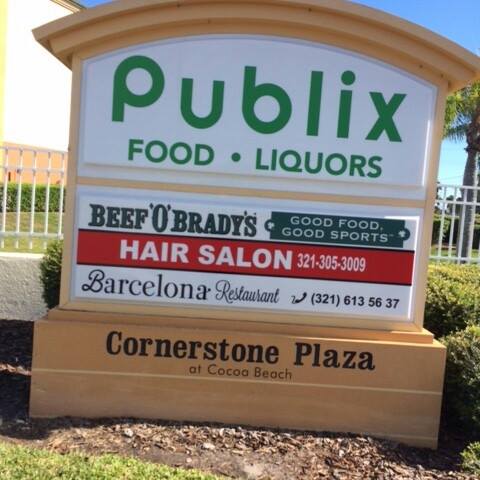 Publix
FOOD • LIQUORS
BEEF 'O' BRADY'S GOOD FOOD, GOOD SPORTS
HAIR SALON 321-305-3009
Barcelona Restaurant (321) 613 56 37
Cornerstone Plaza
at Cocoa Beach